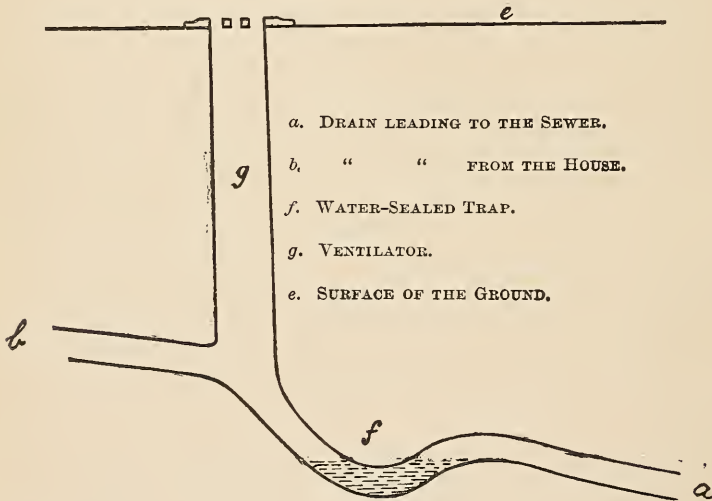 e
a. DRAIN LEADING TO THE SEWER.
b. “ “ FROM THE HOUSE.
g
f. WATER-SEALED TRAP.
g. VENTILATOR.
e. SURFACE OF THE GROUND.
b
f
a